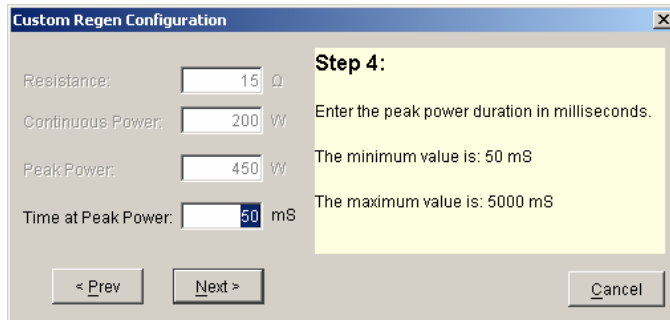 Custom Regen Configuration
Resistance: 15 Ω
Continuous Power: 200 W
Peak Power: 450 W
Time at Peak Power: 50 mS
< Prev
Next >
Step 4:
Enter the peak power duration in milliseconds.
The minimum value is: 50 mS
The maximum value is: 5000 mS
Cancel